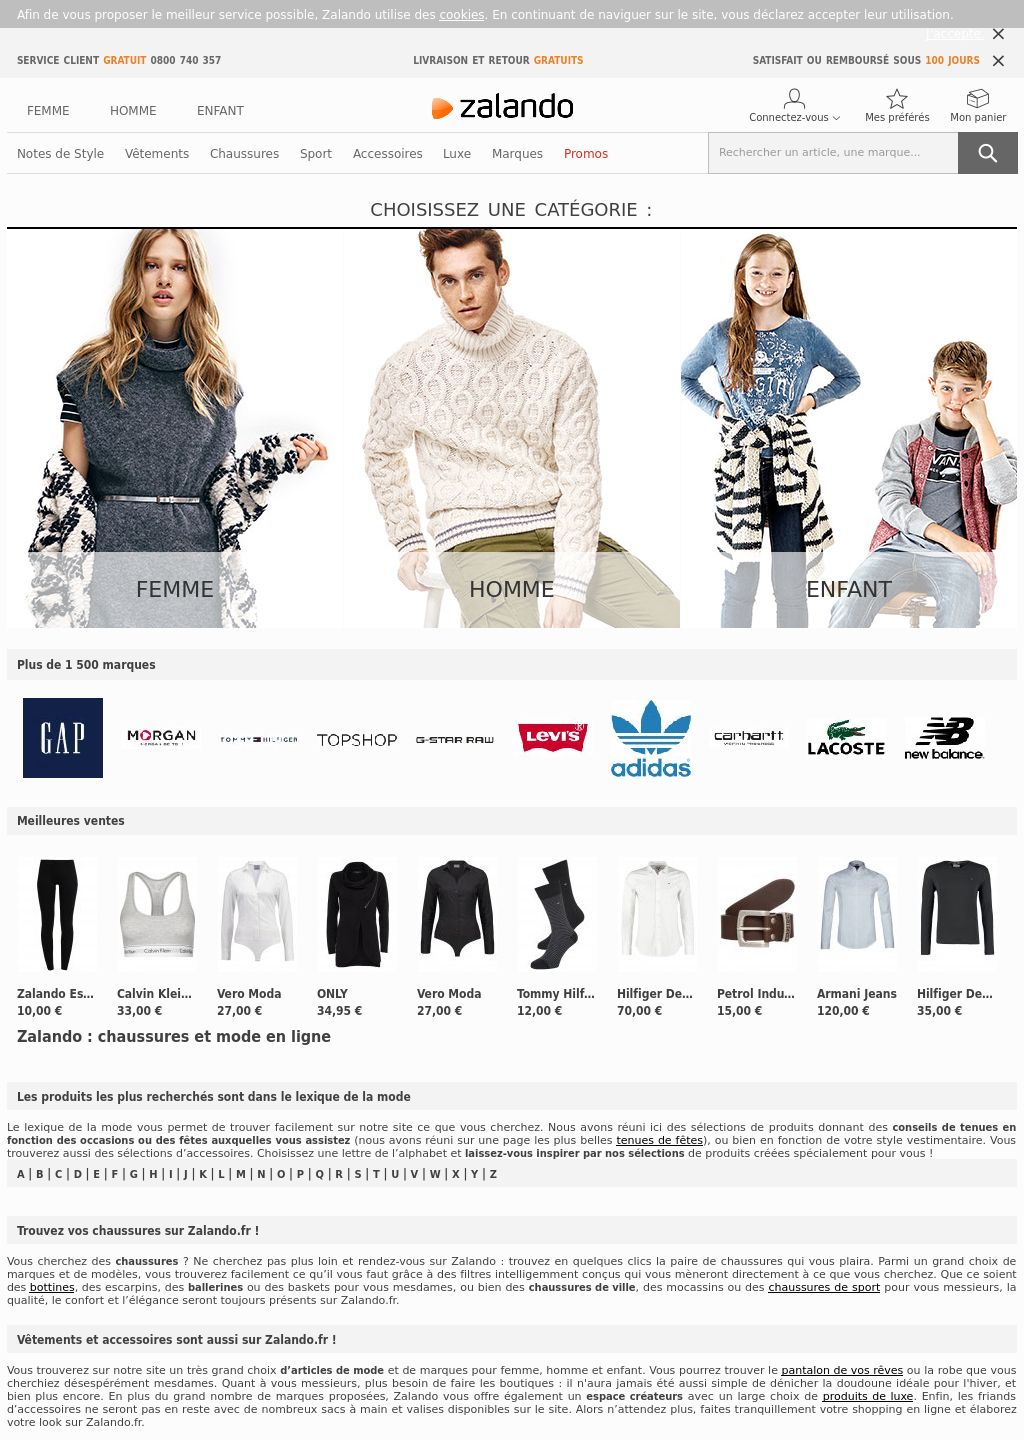 Afin de vous proposer le meilleur service possible, Zalando utilise des cookies. En continuant de naviguer sur le site, vous déclarez accepter leur utilisation.
J'accepte
SERVICE CLIENT GRATUIT 0800 740 357
LIVRAISON ET RETOUR GRATUITS
SATISFAIT OU REMBOURSÉ SOUS 100 JOURS
FEMME HOMME ENFANT
zalando
Connectez-vous Mes préférés Mon panier
Notes de Style Vêtements Chaussures Sport Accessoires Luxe Marques Promos
Rechercher un article, une marque...
CHOISISSEZ UNE CATÉGORIE :
VANS
FEMME HOMME ENFANT
Plus de 1 500 marques
GAP MORGAN TOMMY HILFIGER TOPSHOP G-STAR RAW LEVI'S adidas carhartt LACOSTE new balance
Meilleures ventes
Zalando Es... Calvin Klei... Vero Moda ONLY Vero Moda Tommy Hilf... Hilfiger De... Petrol Indu... Armani Jeans Hilfiger De...
10,00 € 33,00 € 27,00 € 34,95 € 27,00 € 12,00 € 70,00 € 15,00 € 120,00 € 35,00 €
Zalando : chaussures et mode en ligne
Les produits les plus recherchés sont dans le lexique de la mode
Le lexique de la mode vous permet de trouver facilement sur notre site ce que vous cherchez. Nous avons réuni ici des sélections de produits donnant des conseils de tenues en
fonction des occasions ou des fêtes auxquelles vous assistez (nous avons réuni sur une page les plus belles tenues de fêtes), ou bien en fonction de votre style vestimentaire. Vous
trouverez aussi des sélections d'accessoires. Choisissez une lettre de l'alphabet et laissez-vous inspirer par nos sélections de produits créées spécialement pour vous !
A | B | C | D | E | F | G | H | I | J | K | L | M | N | O | P | Q | R | S | T | U | V | W | X | Y | Z
Trouvez vos chaussures sur Zalando.fr !
Vous cherchez des chaussures ? Ne cherchez pas plus loin et rendez-vous sur Zalando : trouvez en quelques clics la paire de chaussures qui vous plaira. Parmi un grand choix de
marques et de modèles, vous trouverez facilement ce qu'il vous faut grâce à des filtres intelligemment conçus qui vous mèneront directement à ce que vous cherchez. Que ce soient
des bottines, des escarpins, des ballerines ou des baskets pour vous mesdames, ou bien des chaussures de ville, des mocassins ou des chaussures de sport pour vous messieurs, la
qualité, le confort et l'élégance seront toujours présents sur Zalando.fr.
Vêtements et accessoires sont aussi sur Zalando.fr !
Vous trouverez sur notre site un très grand choix d'articles de mode et de marques pour femme, homme et enfant. Vous pourrez trouver le pantalon de vos rêves ou la robe que vous
cherchiez désespérément mesdames. Quant à vous messieurs, plus besoin de faire les boutiques : il n'aura jamais été aussi simple de dénicher la doudoune idéale pour l'hiver, et
bien plus encore. En plus du grand nombre de marques proposées, Zalando vous offre également un espace créateurs avec un large choix de produits de luxe. Enfin, les friands
d'accessoires ne seront pas en reste avec de nombreux sacs à main et valises disponibles sur le site. Alors n'attendez plus, faites tranquillement votre shopping en ligne et élaborez
votre look sur Zalando.fr.